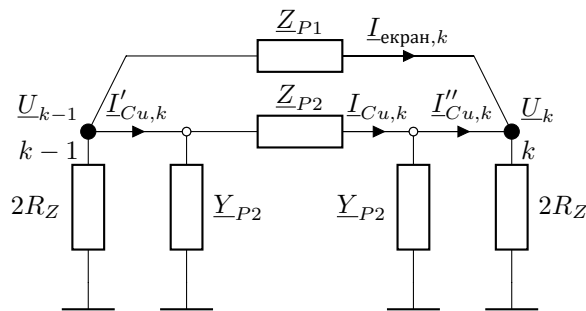 Z_P1
I_екран,k
U_k−1
I′_Cu,k
Z_P2
I_Cu,k
I″_Cu,k
U_k
k − 1
k
2R_Z
Y_P2
Y_P2
2R_Z